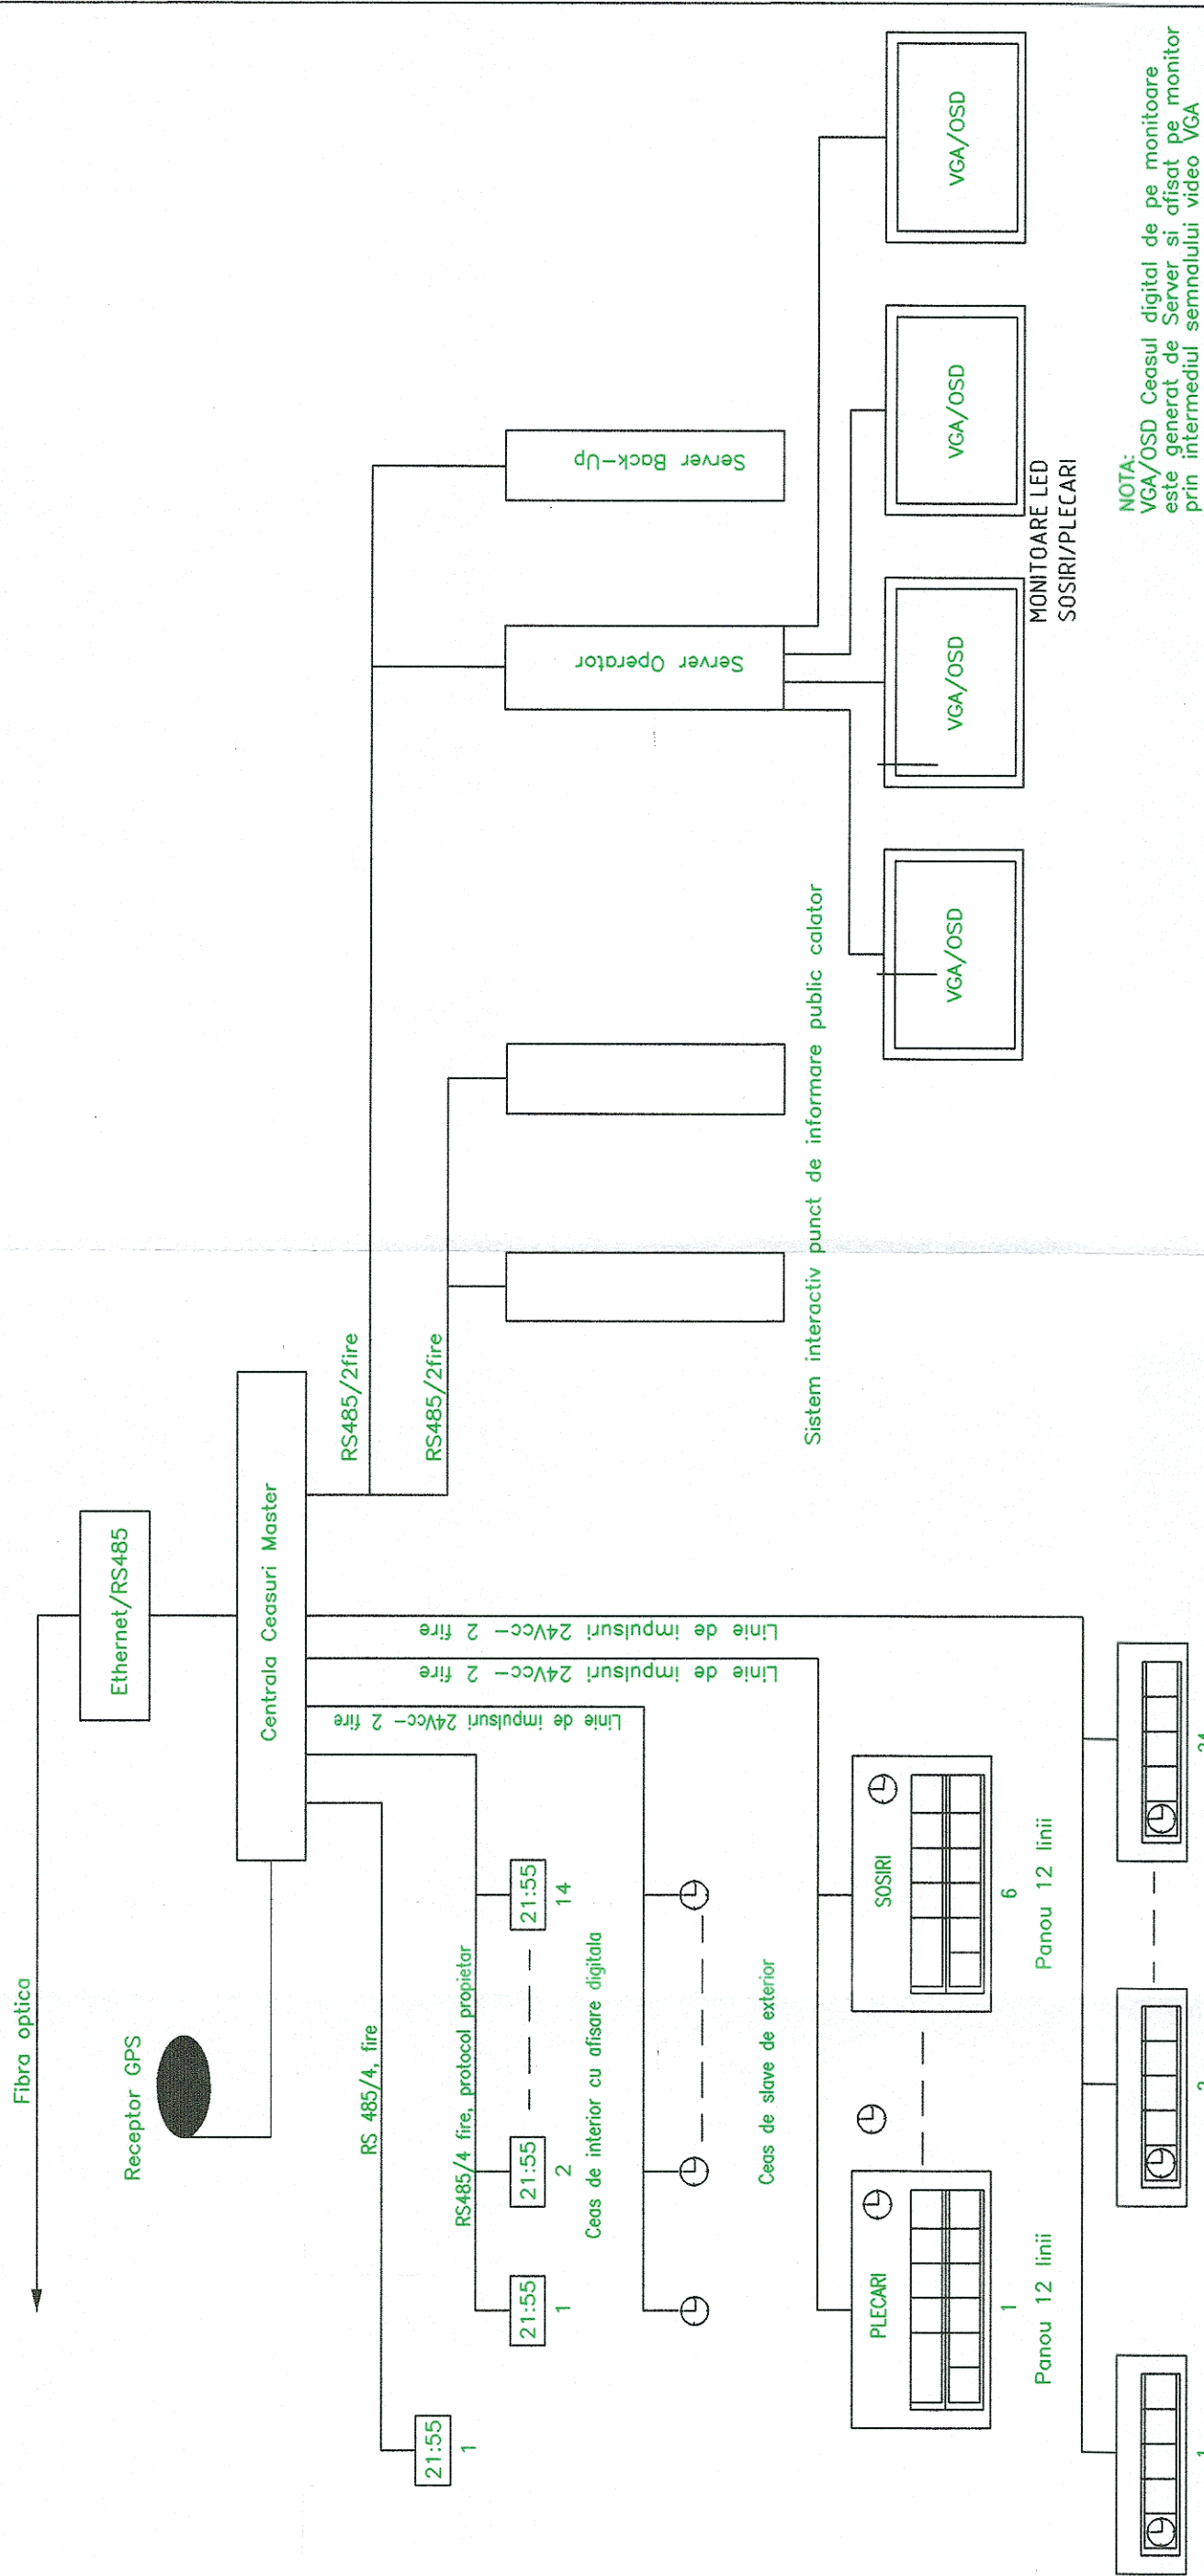 Fibra optica
Receptor GPS
Ethernet/RS485
Centrala Ceasuri Master
RS 485/4, fire
21:55
1
RS485/4 fire, protocol propietar
21:55
1
21:55
2
21:55
14
Ceas de interior cu afisare digitala
Linie de impulsuri 24Vcc- 2 fire
Linie de impulsuri 24Vcc- 2 fire
Linie de impulsuri 24Vcc- 2 fire
Ceas de slave de exterior
PLECARI
1
Panou 12 linii
SOSIRI
6
Panou 12 linii
RS485/2fire
RS485/2fire
Sistem interactiv punct de informare public calator
Server Operator
Server Back-Up
VGA/OSD
VGA/OSD
VGA/OSD
VGA/OSD
MONITOARE LED
SOSIRI/PLECARI
NOTA:
VGA/OSD Ceasul digital de pe monitoare
este generat de Server si afisat pe monitor
prin intermediul semnalului video VGA